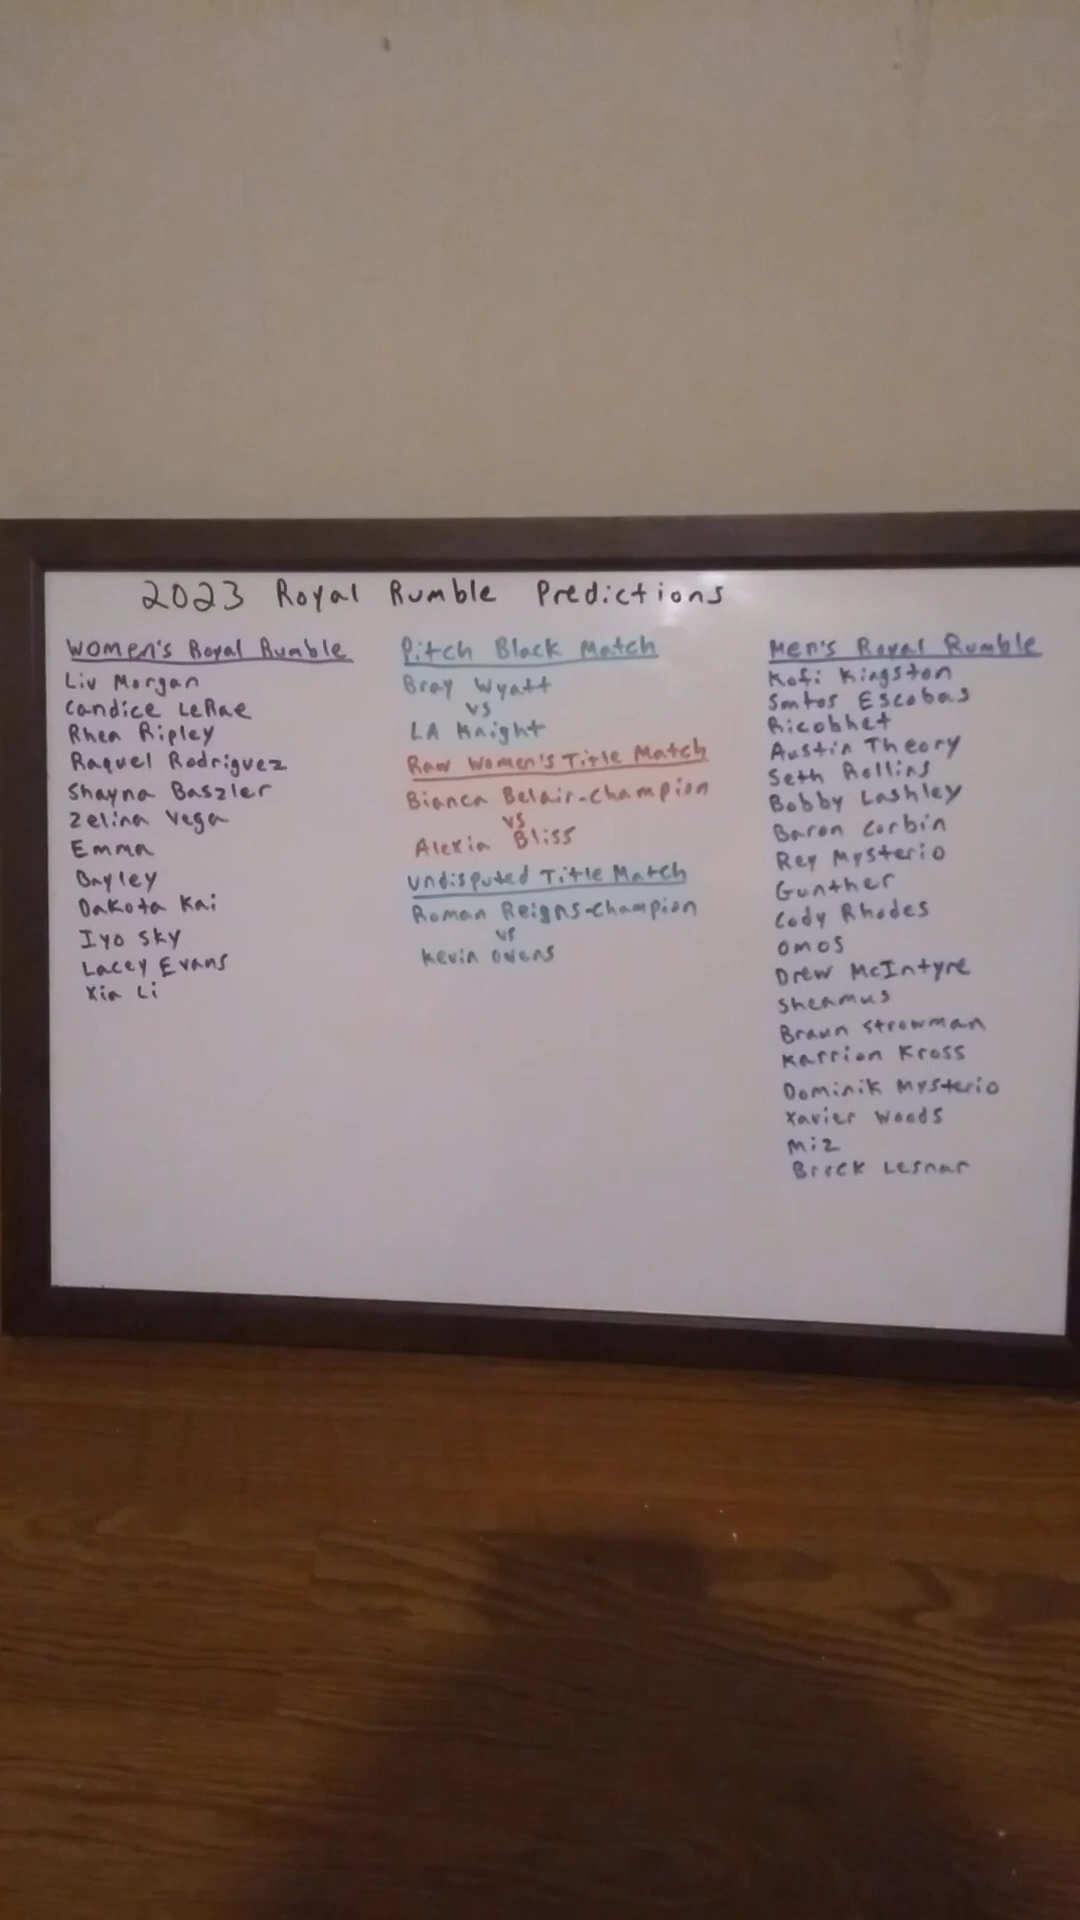 2023 Royal Rumble Predictions
Women's Royal Rumble
Liv Morgan
Candice LeRae
Rhea Ripley
Raquel Rodriguez
Shayna Baszler
Zelina Vega
Emma
Bayley
Dakota Kai
Iyo Sky
Lacey Evans
Xia Li
Pitch Black Match
Bray Wyatt
vs
LA Knight
Raw Women's Title Match
Bianca Belair-Champion
vs
Alexia Bliss
Undisputed Title Match
Roman Reigns-Champion
vs
Kevin Owens
Men's Royal Rumble
Kofi Kingston
Santos Escobas
Ricobhet
Austin Theory
Seth Rollins
Bobby Lashley
Baron Corbin
Rey Mysterio
Gunther
Cody Rhodes
Omos
Drew McIntyre
Sheamus
Braun Strowman
Karrion Kross
Dominik Mysterio
Xavier Woods
Miz
Brock Lesnar